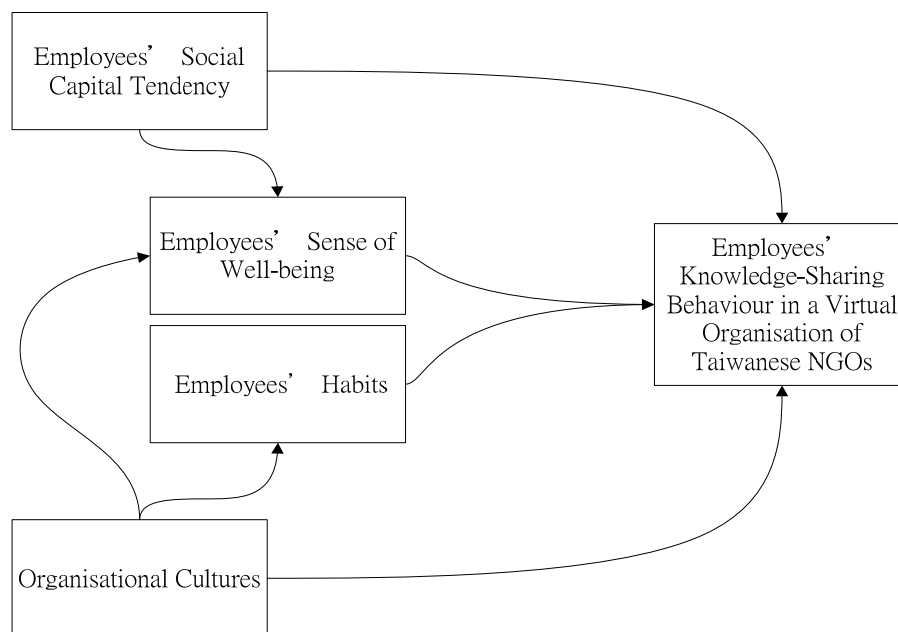 Employees’ Social
Capital Tendency
Employees’ Sense of
Well-being
Employees’ Habits
Organisational Cultures
Employees’
Knowledge-Sharing
Behaviour in a Virtual
Organisation of
Taiwanese NGOs